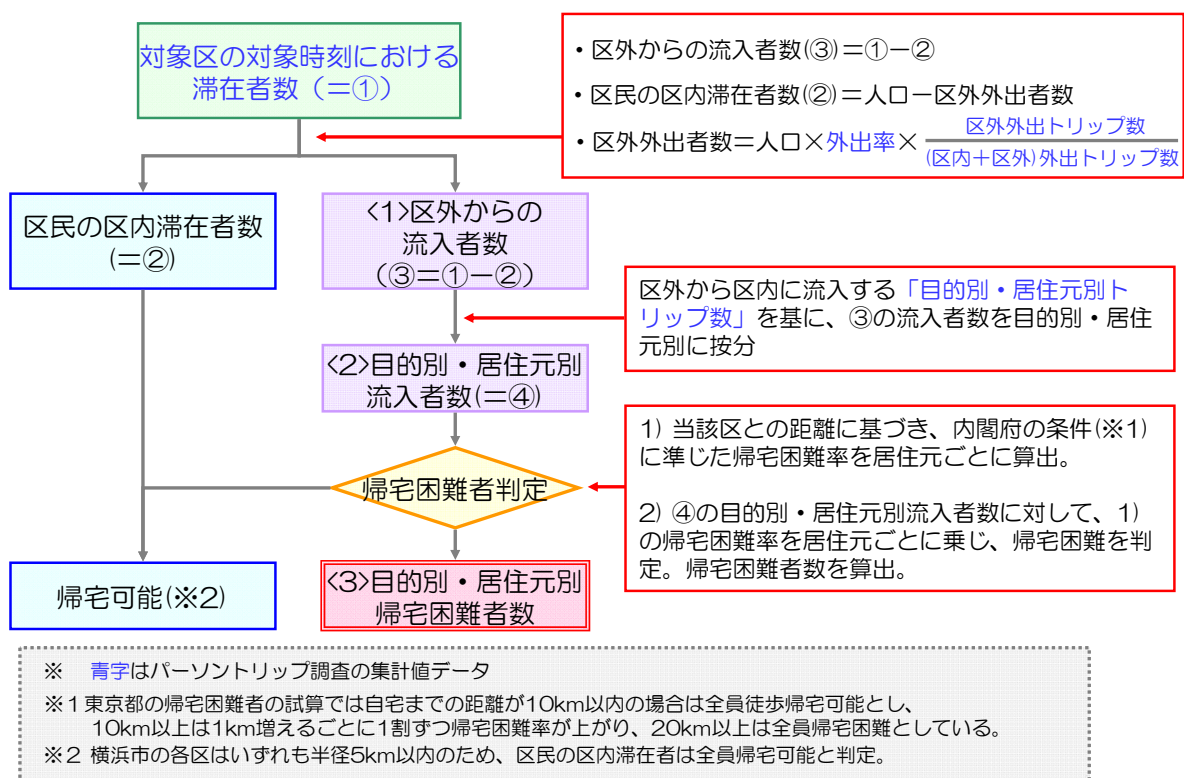 対象区の対象時刻における
滞在者数（＝①）
・区外からの流入者数(③)＝①－②
・区民の区内滞在者数(②)＝人口－区外外出者数
・区外外出者数＝人口×外出率×
区外外出トリップ数
(区内＋区外)外出トリップ数
区民の区内滞在者数
(＝②)
<1>区外からの
流入者数
（③＝①－②）
区外から区内に流入する「目的別・居住元別ト
リップ数」を基に、③の流入者数を目的別・居住
元別に按分
<2>目的別・居住元別
流入者数(＝④)
1) 当該区との距離に基づき、内閣府の条件(※1)
に準じた帰宅困難率を居住元ごとに算出。
2) ④の目的別・居住元別流入者数に対して、1)
の帰宅困難率を居住元ごとに乗じ、帰宅困難を判
定。帰宅困難者数を算出。
帰宅困難者判定
帰宅可能(※2)
<3>目的別・居住元別
帰宅困難者数
※　青字はパーソントリップ調査の集計値データ
※1 東京都の帰宅困難者の試算では自宅までの距離が10km以内の場合は全員徒歩帰宅可能とし、
10km以上は1km増えるごとに1割ずつ帰宅困難率が上がり、20km以上は全員帰宅困難としている。
※2 横浜市の各区はいずれも半径5km以内のため、区民の区内滞在者は全員帰宅可能と判定。